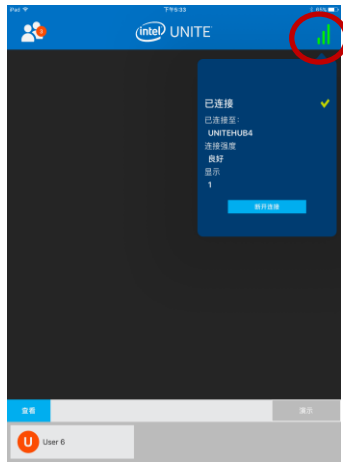 iPad 下午5:33 85%
intel UNITE
已连接
已连接至:
UNITEHUB4
连接强度
良好
显示
1
断开连接
查看 演示
U User 6